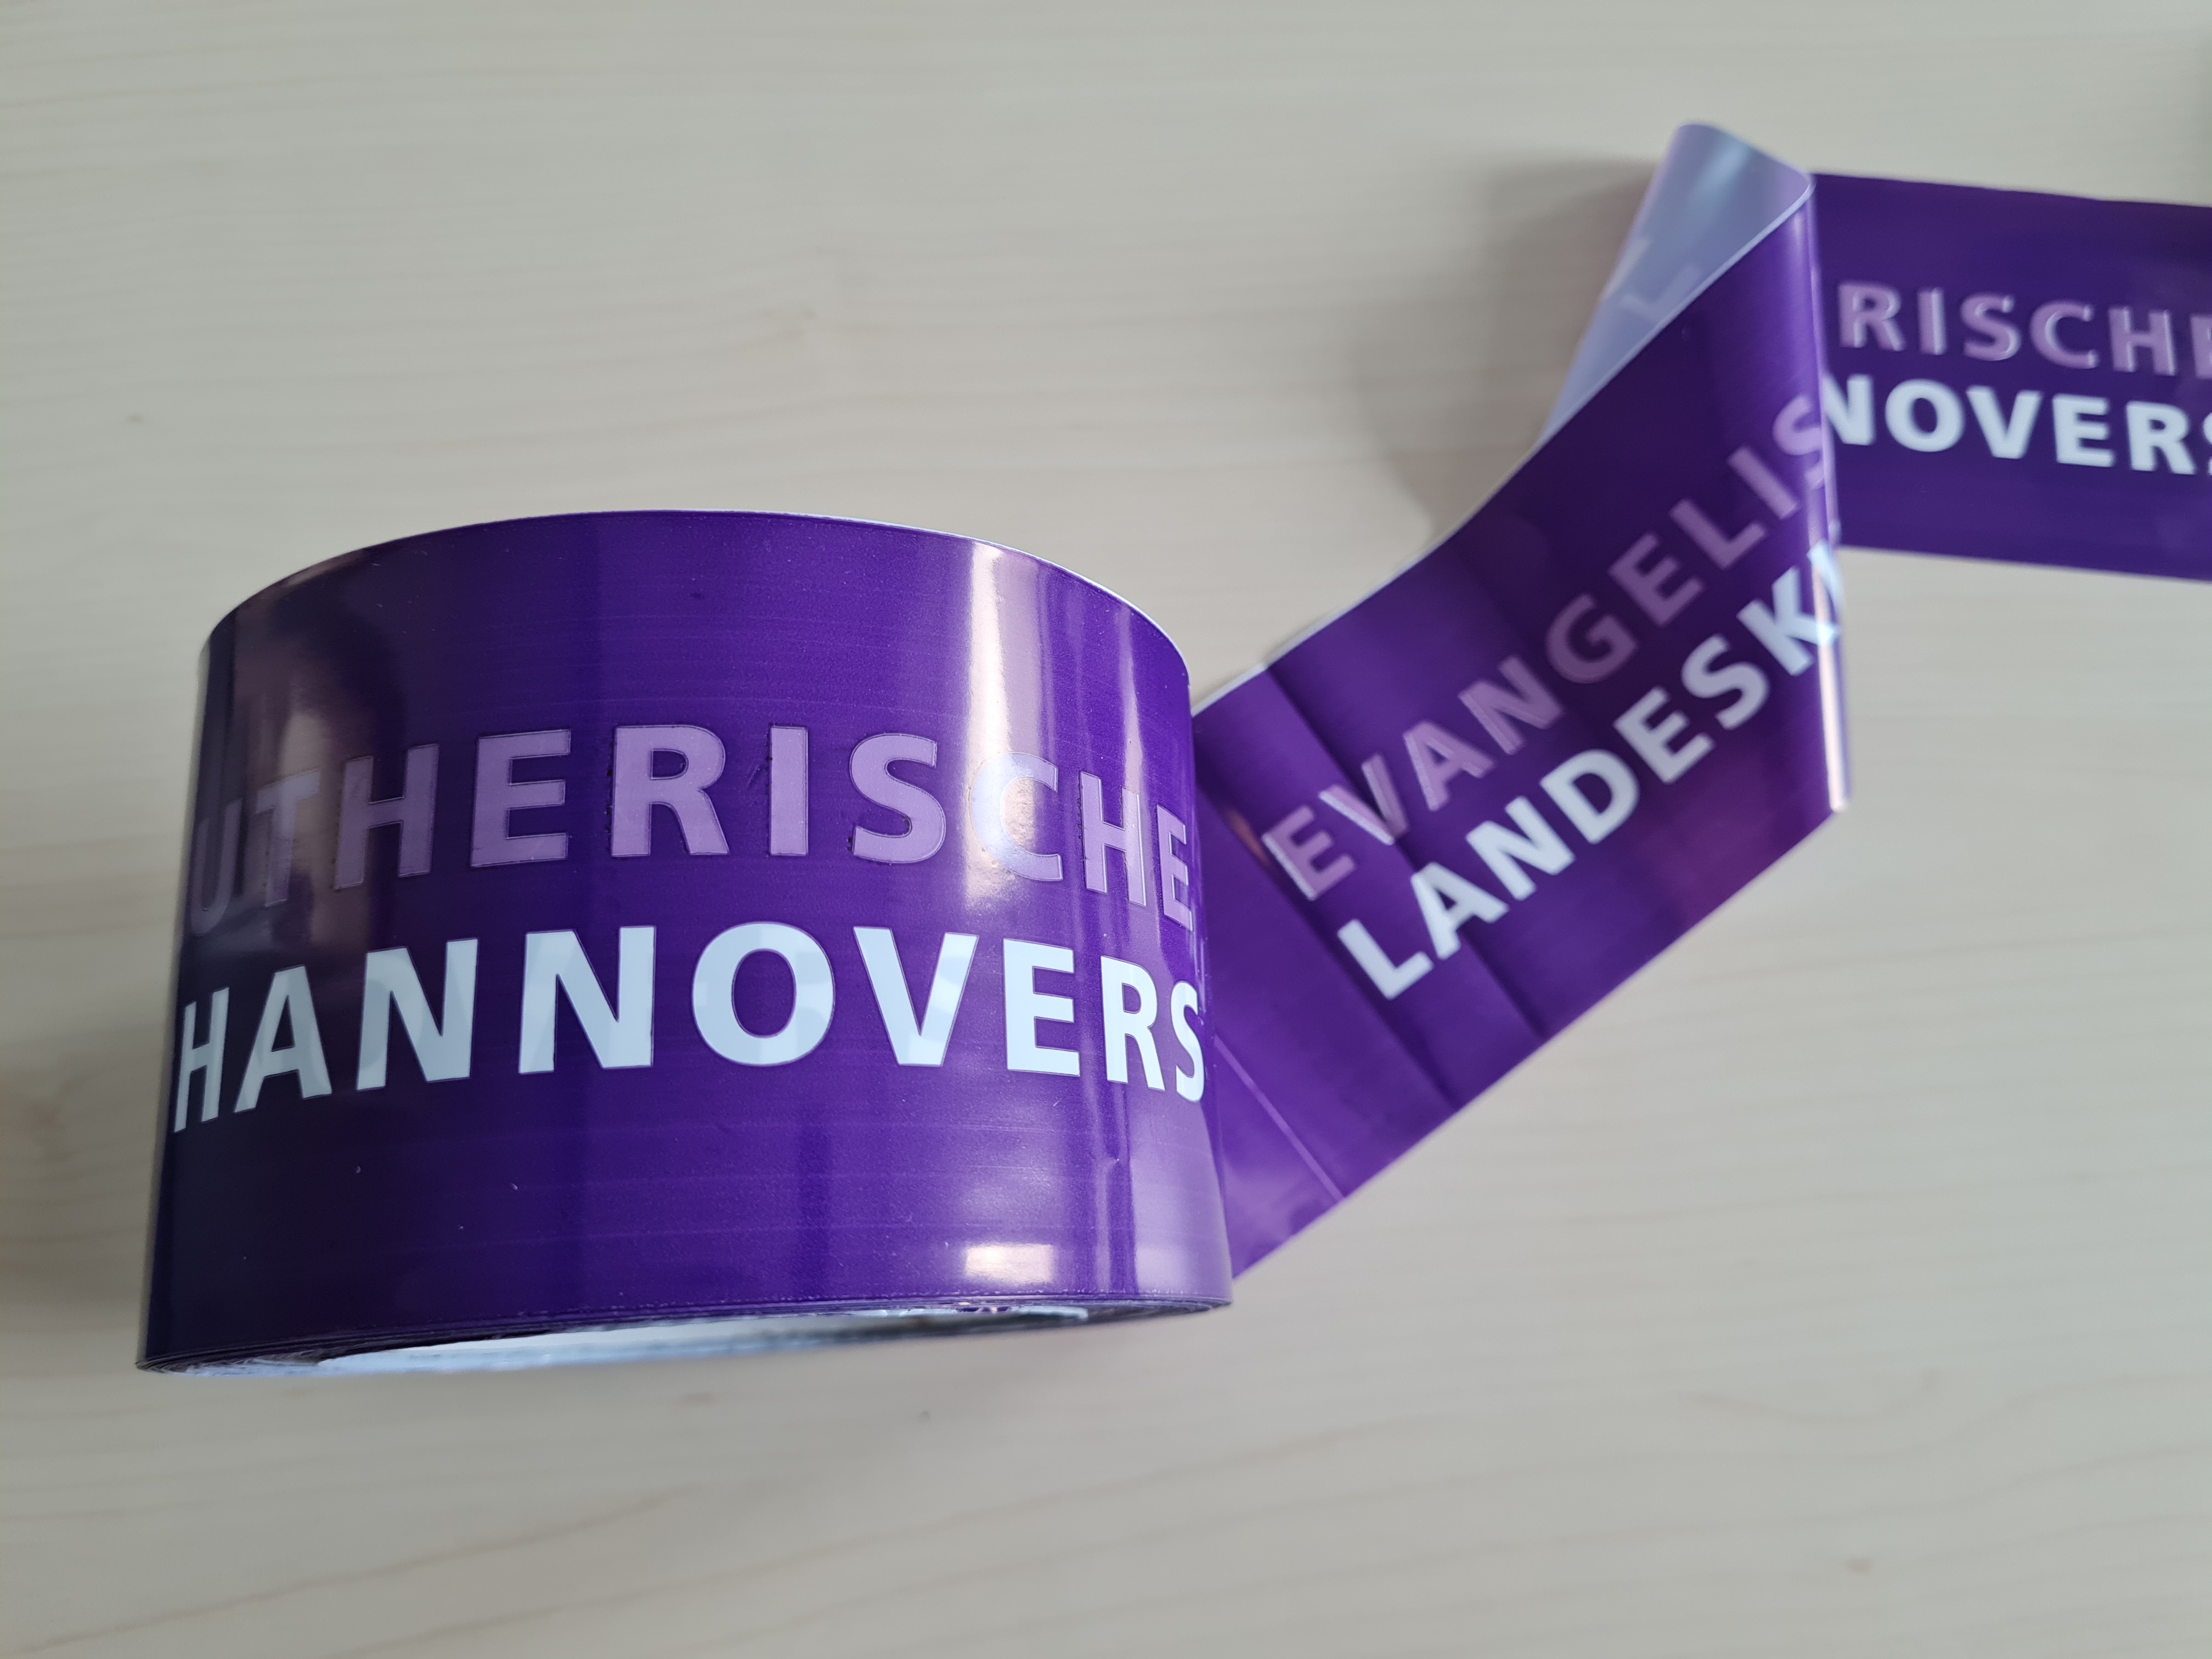 UTHERISCHE
HANNOVERS
EVANGELIS
LANDESK
RISCHE
NOVERS